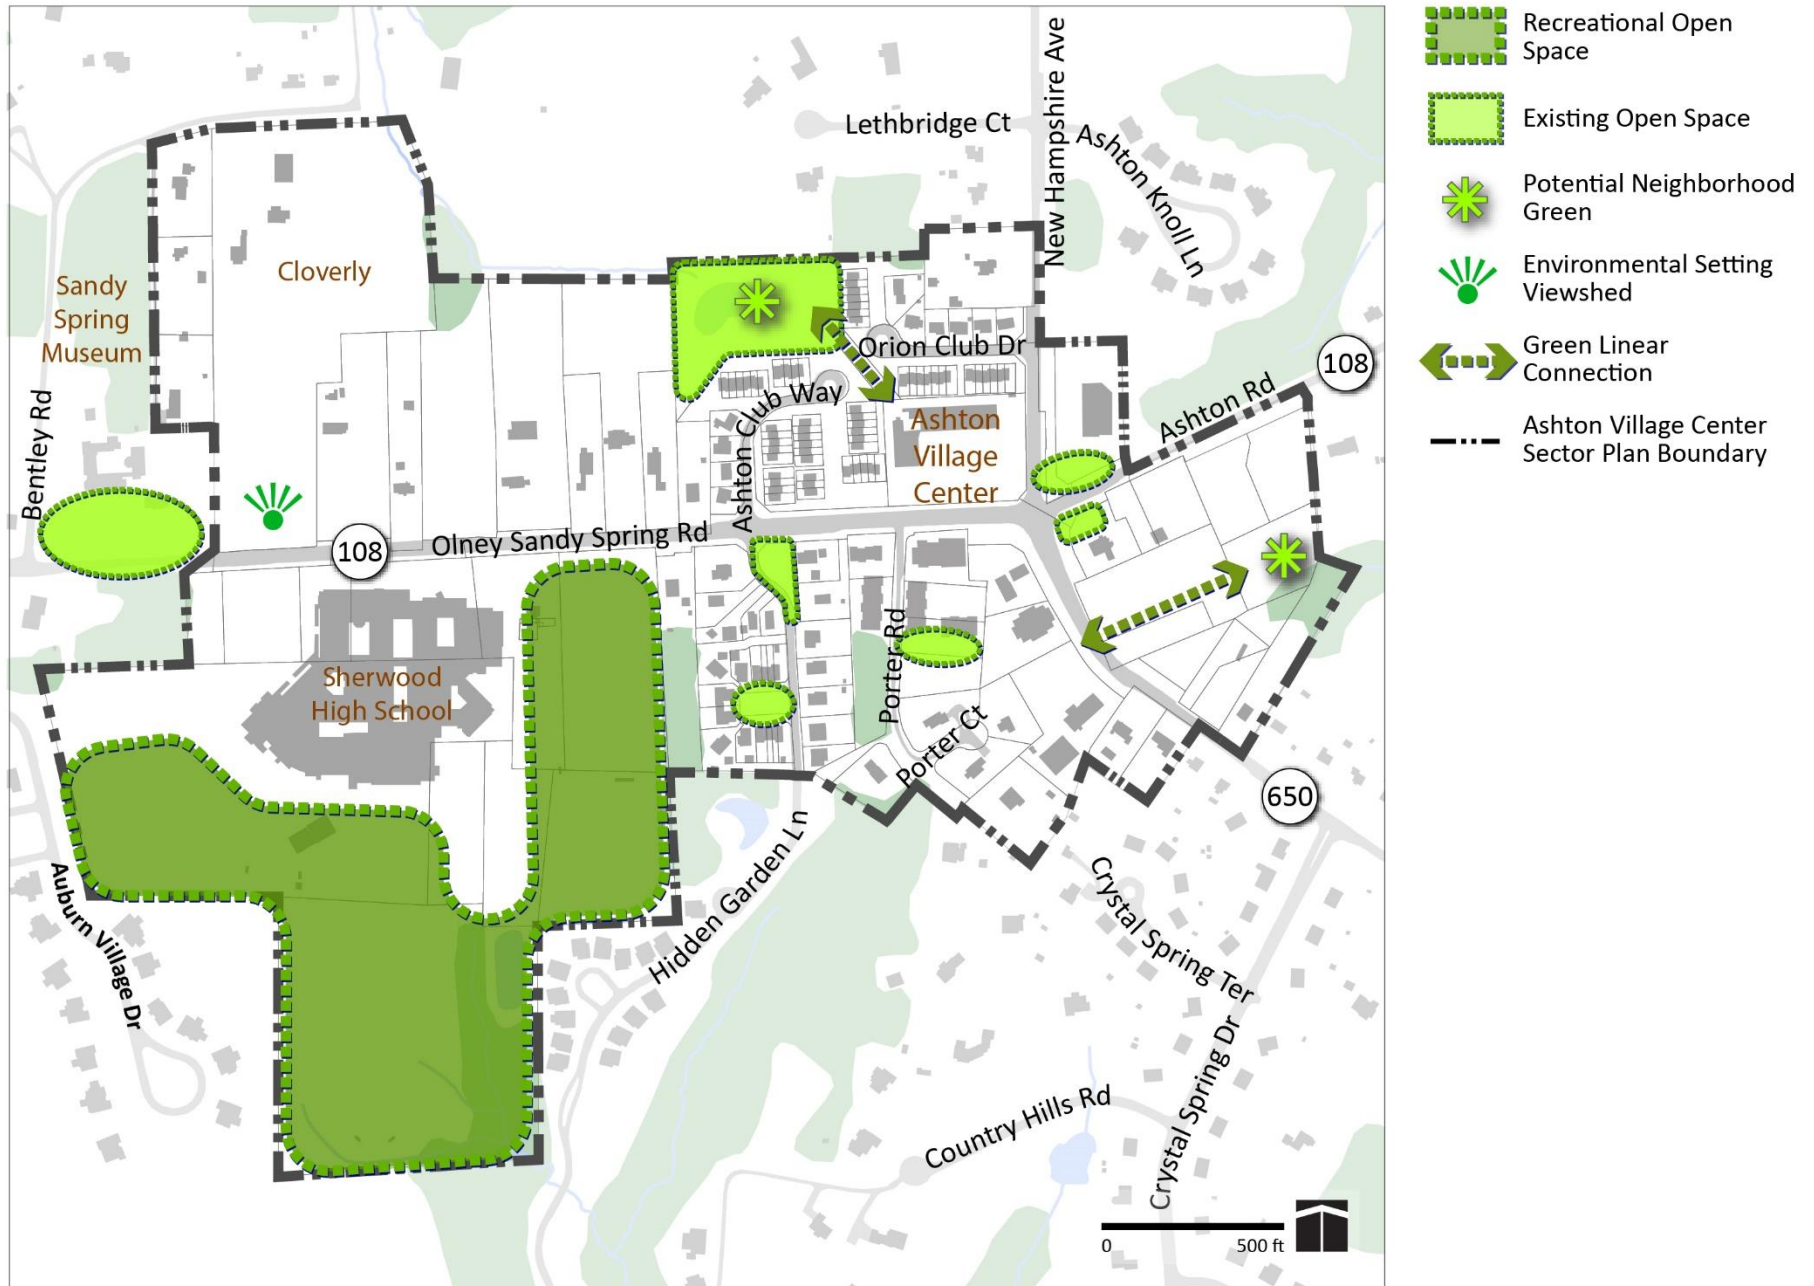 Recreational Open
Space
Existing Open Space
Potential Neighborhood
Green
Environmental Setting
Viewshed
Green Linear
Connection
Ashton Village Center
Sector Plan Boundary
New Hampshire Ave
Lethbridge Ct
Ashton Knoll Ln
Sandy
Spring
Museum
Cloverly
Orion Club Dr
108
Ashton Rd
Bentley Rd
Ashton Club Way
Ashton
Village
Center
Olney Sandy Spring Rd
108
Sherwood
High School
Porter Rd
Porter Ct
650
Auburn Village Dr
Hidden Garden Ln
Crystal Spring Ter
Crystal Spring Dr
Country Hills Rd
0 500 ft